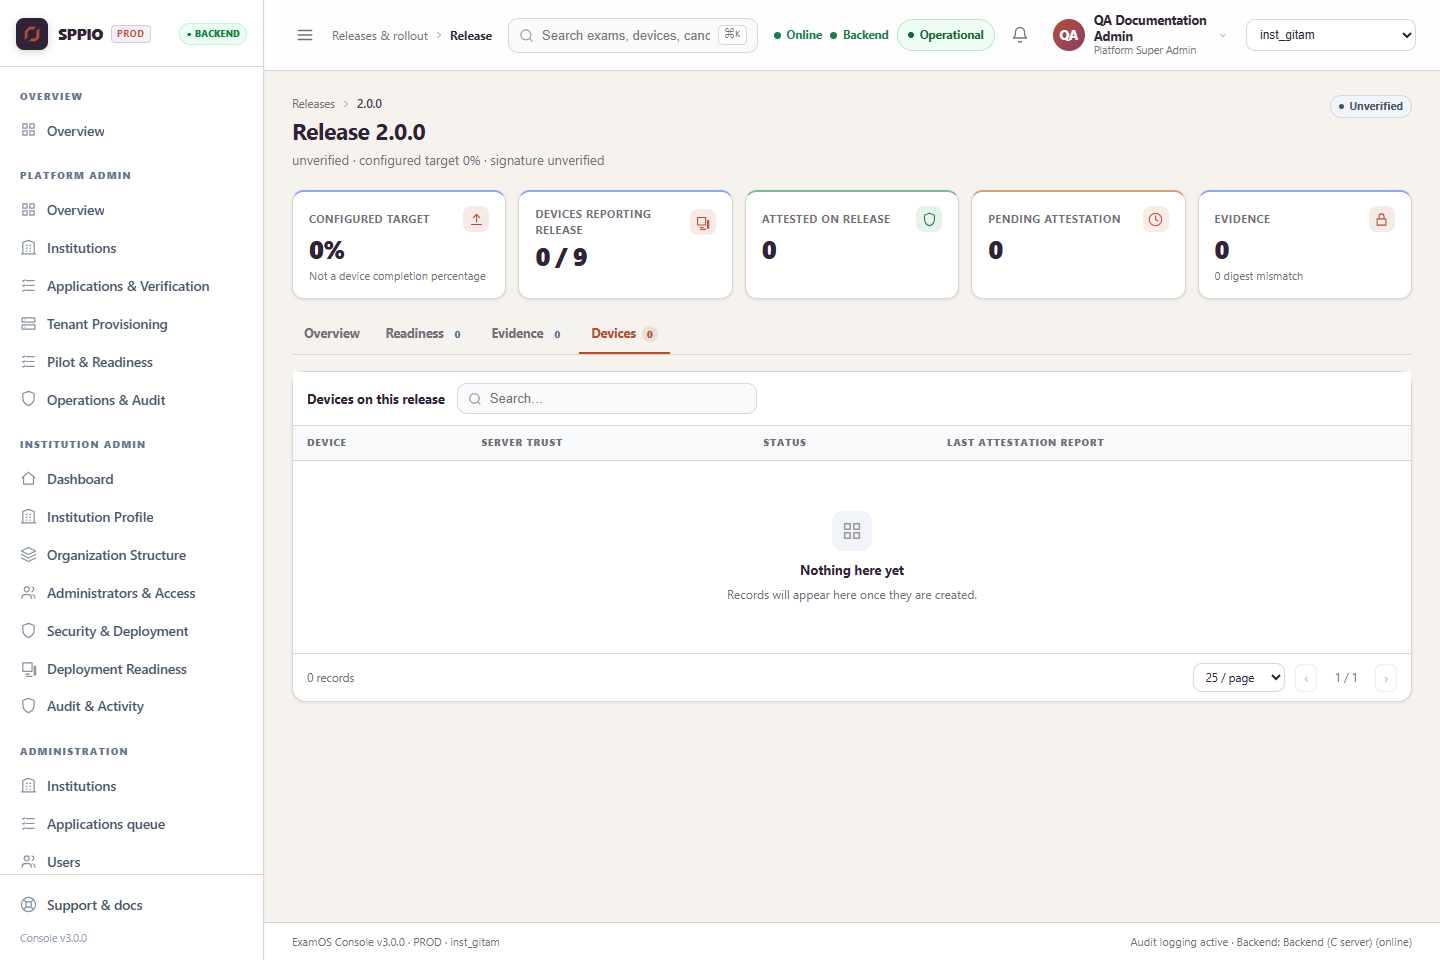 SPPIO PROD • BACKEND
OVERVIEW
Overview
PLATFORM ADMIN
Overview
Institutions
Applications & Verification
Tenant Provisioning
Pilot & Readiness
Operations & Audit
INSTITUTION ADMIN
Dashboard
Institution Profile
Organization Structure
Administrators & Access
Security & Deployment
Deployment Readiness
Audit & Activity
ADMINISTRATION
Institutions
Applications queue
Users
Support & docs
Console v3.0.0
Releases & rollout › Release
Search exams, devices, canc ⌘K
Online
Backend
Operational
QA
QA Documentation
Admin
Platform Super Admin
inst_gitam
Releases › 2.0.0
Release 2.0.0
unverified · configured target 0% · signature unverified
Unverified
CONFIGURED TARGET
0%
Not a device completion percentage
DEVICES REPORTING
RELEASE
0 / 9
ATTESTED ON RELEASE
0
PENDING ATTESTATION
0
EVIDENCE
0
0 digest mismatch
Overview Readiness 0 Evidence 0 Devices 0
Devices on this release Search...
DEVICE SERVER TRUST STATUS LAST ATTESTATION REPORT
Nothing here yet
Records will appear here once they are created.
0 records 25 / page ‹ 1 / 1 ›
ExamOS Console v3.0.0 · PROD · inst_gitam
Audit logging active · Backend: Backend (C server) (online)